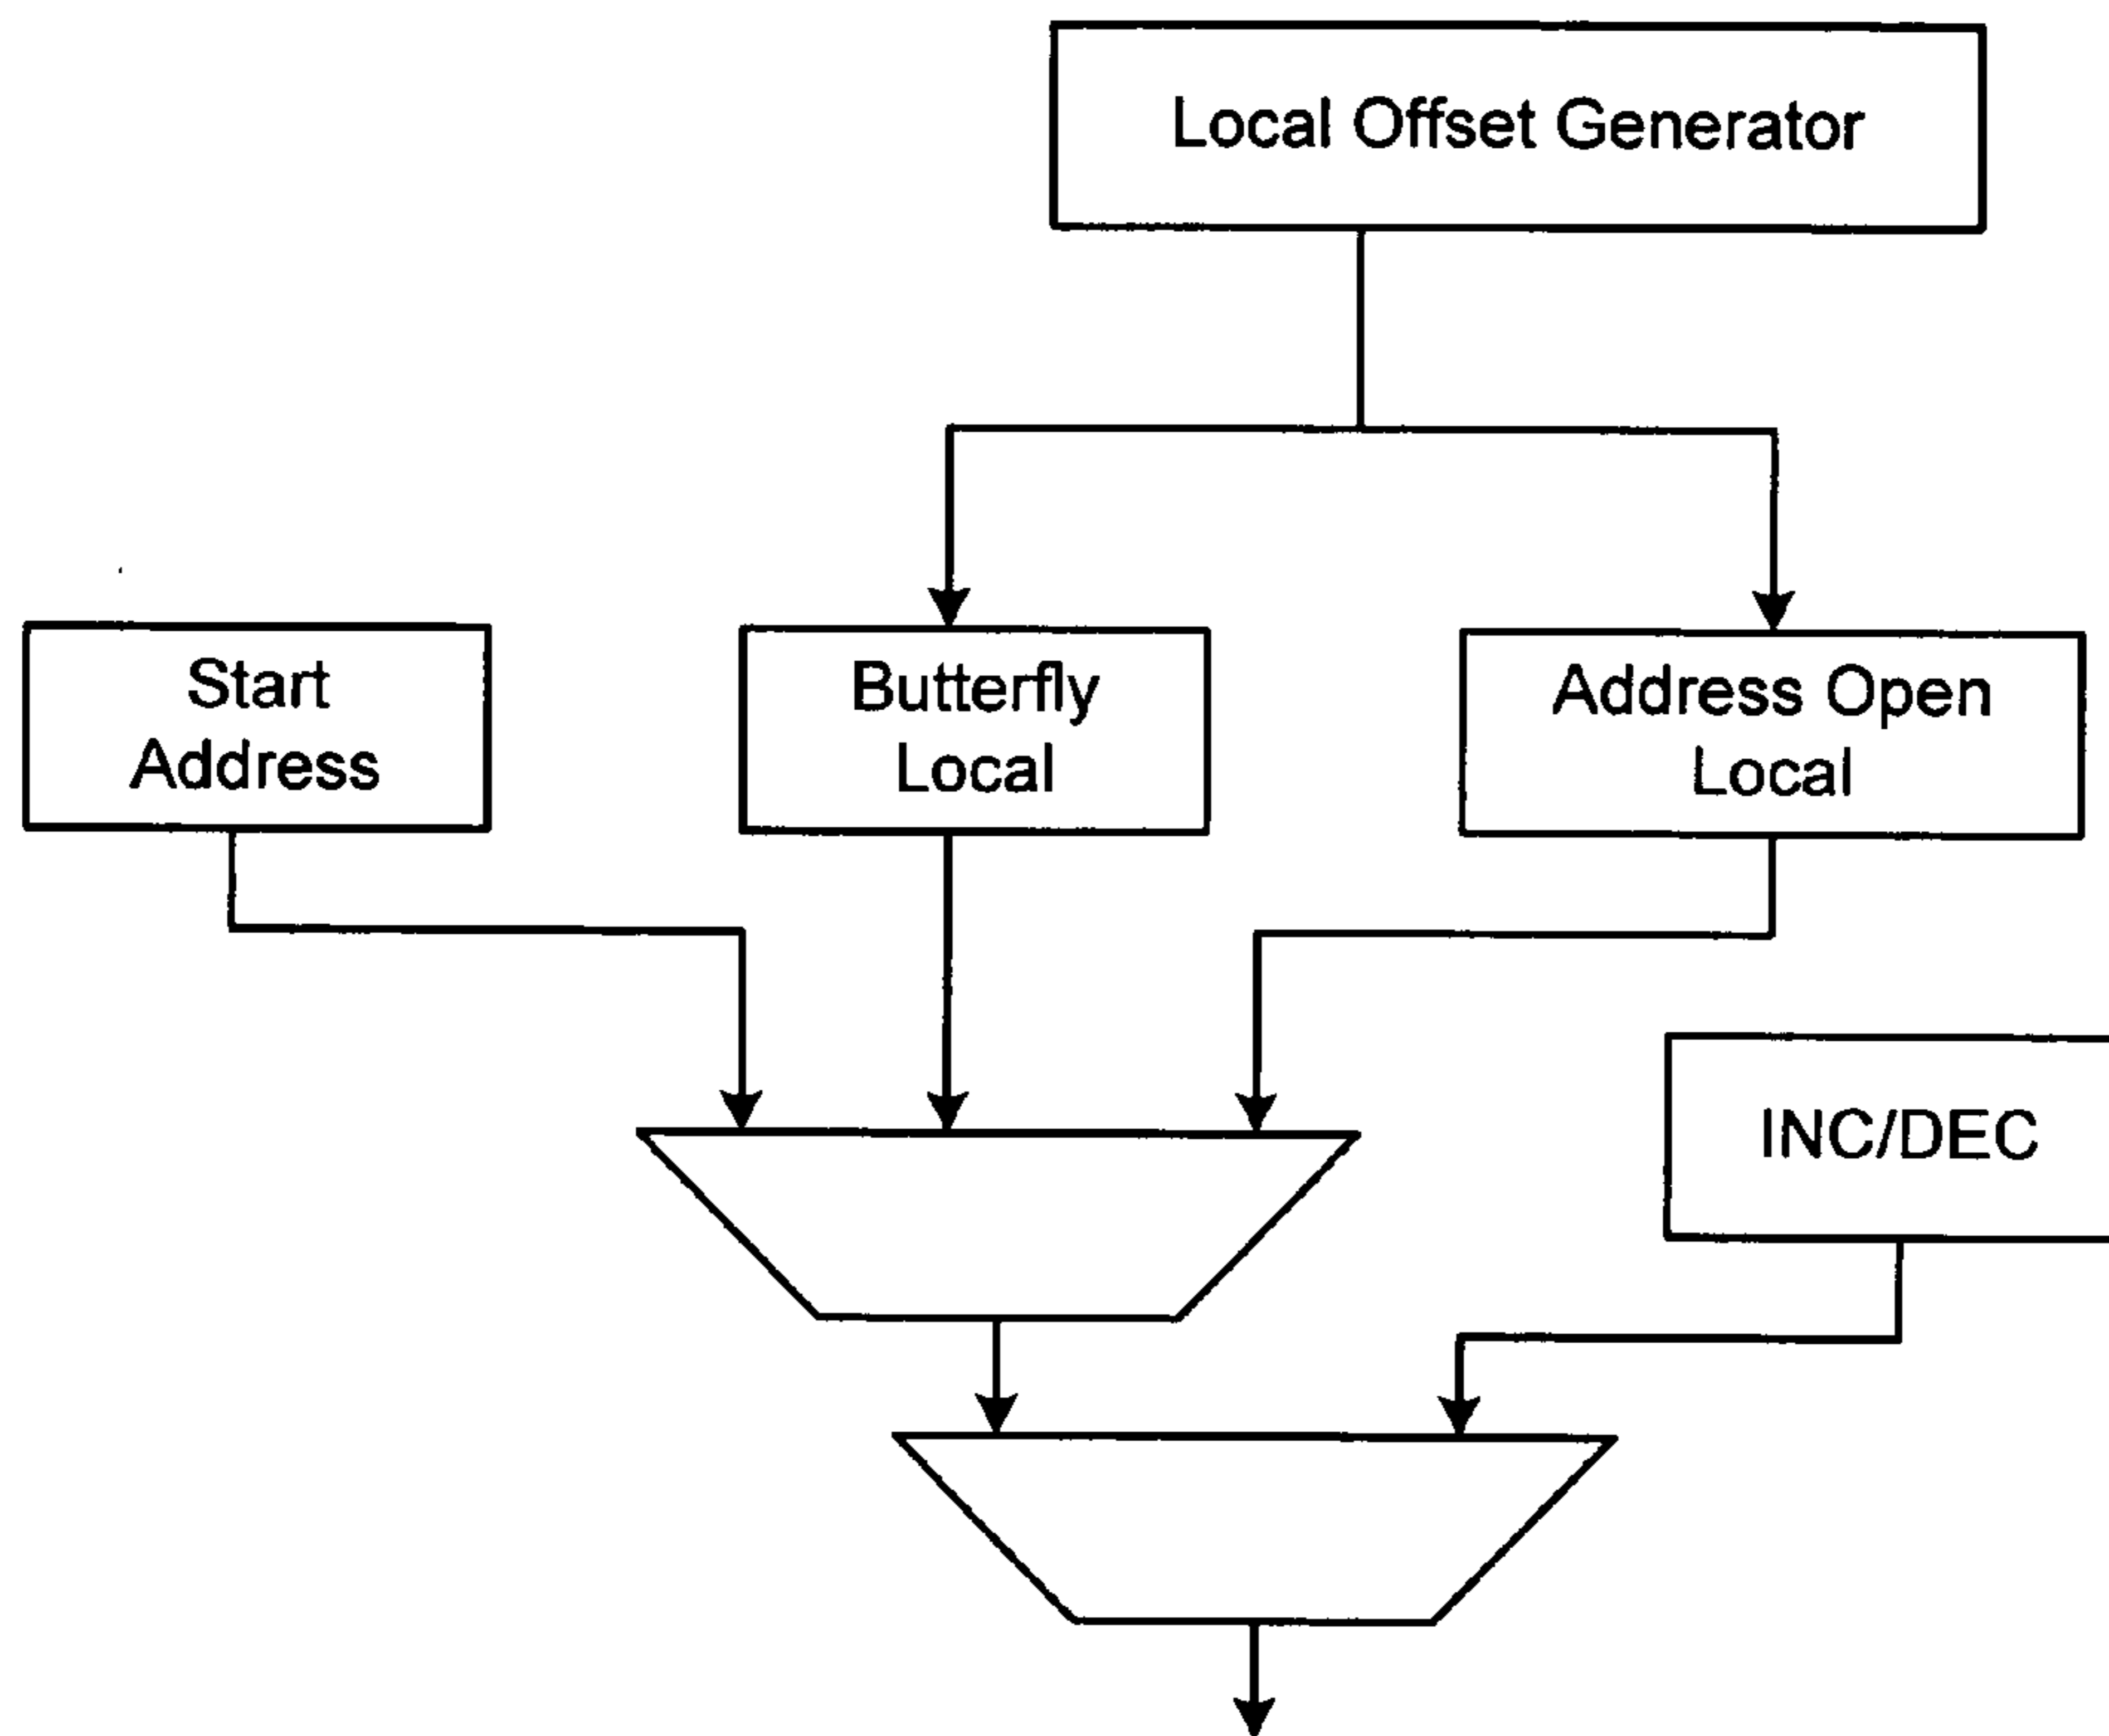 Local Offset Generator
Start
Address
Butterfly
Local
Address Open
Local
INC/DEC